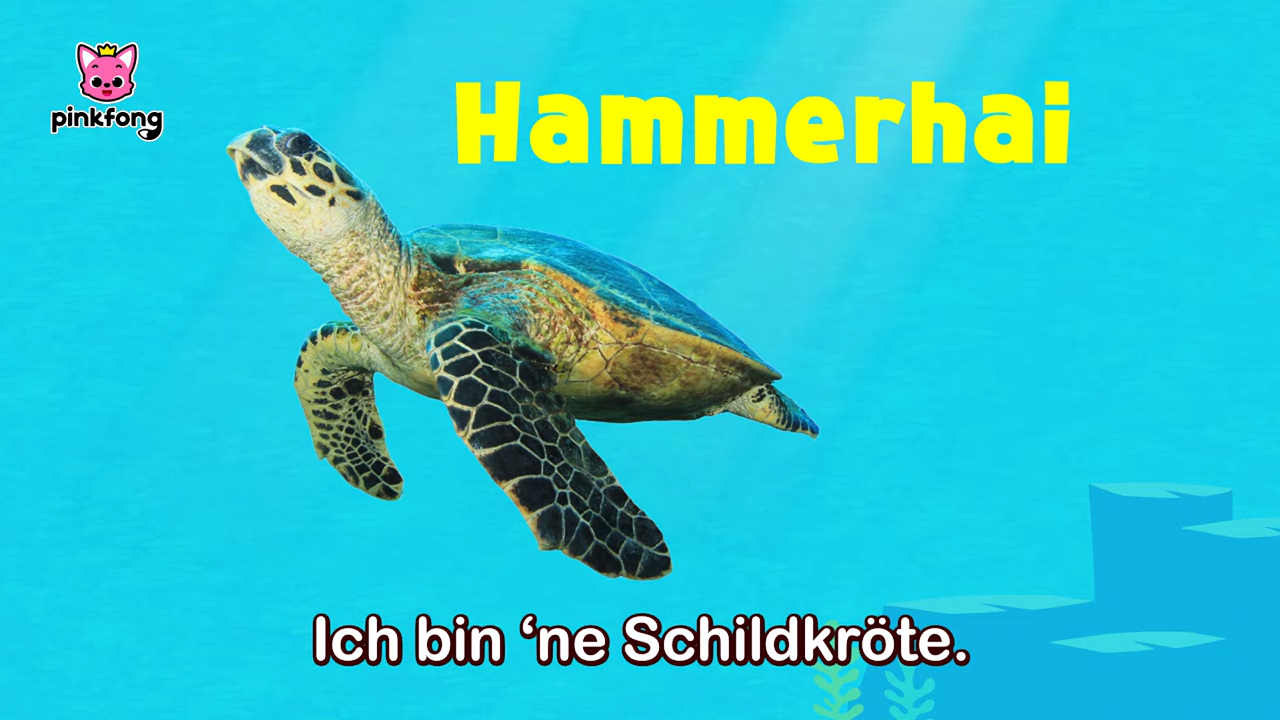 pinkfong
Hammerhai
Ich bin ‘ne Schildkröte.